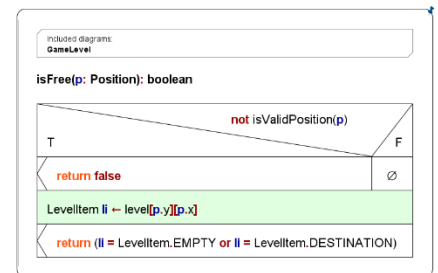 Included diagrams:
GameLevel
isFree(p: Position): boolean
not isValidPosition(p)
T F
return false ∅
LevelItem li ← level[p.y][p.x]
return (li = LevelItem.EMPTY or li = LevelItem.DESTINATION)